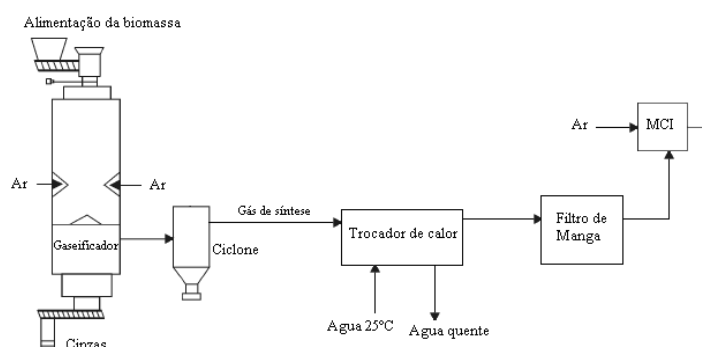 Alimentação da biomassa
Ar
Ar
Gaseificador
Cinzas
Ciclone
Gás de síntese
Trocador de calor
Agua 25°C
Agua quente
Filtro de
Manga
Ar
MCI